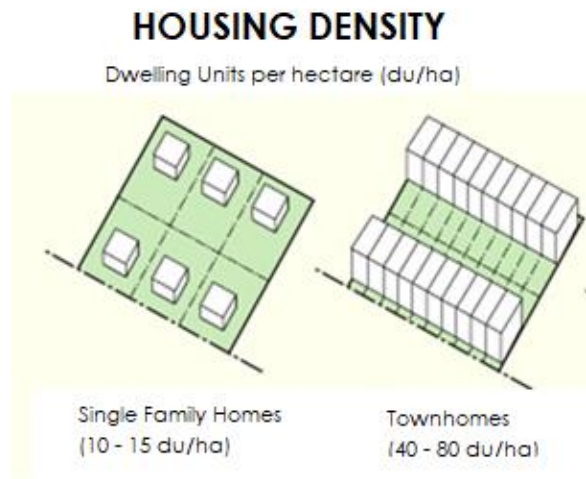 HOUSING DENSITY
Dwelling Units per hectare (du/ha)
Single Family Homes
(10 - 15 du/ha)
Townhomes
(40 - 80 du/ha)